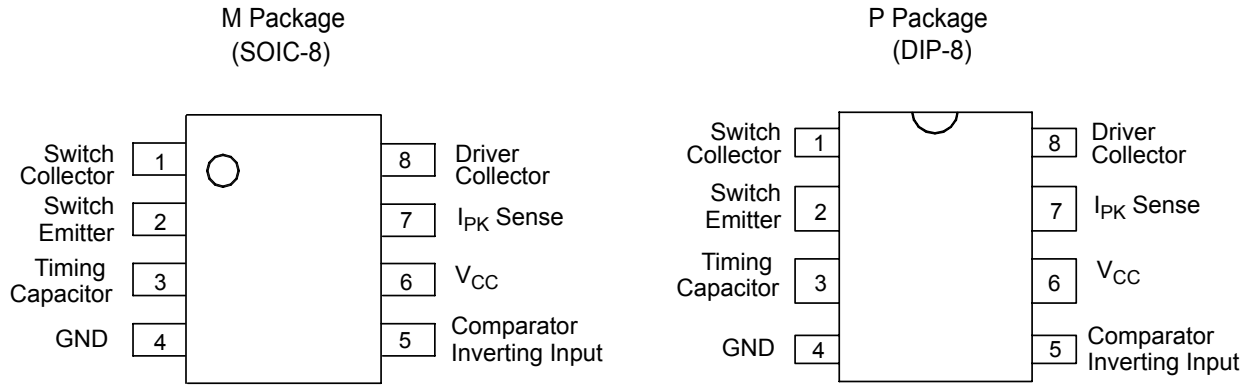 M Package
(SOIC-8)
Switch
Collector
1
Switch
Emitter
2
Timing
Capacitor
3
GND
4
8
Driver
Collector
7
IPK Sense
6
VCC
5
Comparator
Inverting Input
P Package
(DIP-8)
Switch
Collector
1
Switch
Emitter
2
Timing
Capacitor
3
GND
4
8
Driver
Collector
7
IPK Sense
6
VCC
5
Comparator
Inverting Input